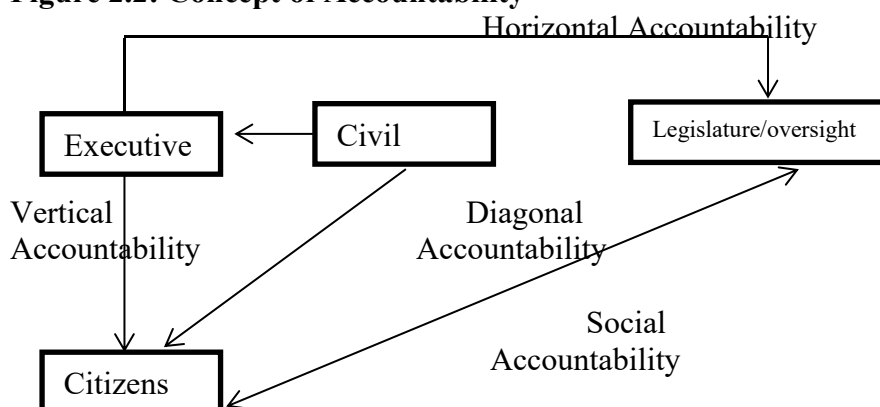 Figure 2.2: Concept of Accountability
Horizontal Accountability
Executive
Civil
Legislature/oversight
Vertical
Accountability
Diagonal
Accountability
Social
Accountability
Citizens